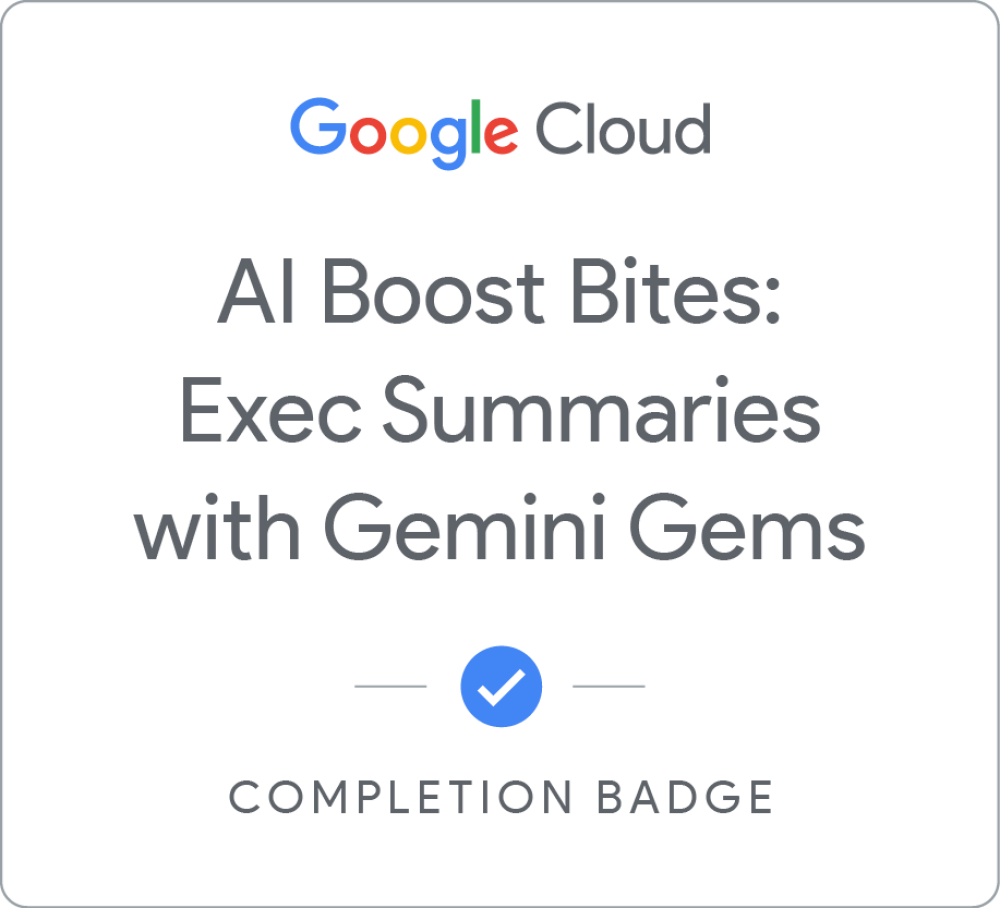 Google Cloud
AI Boost Bites:
Exec Summaries
with Gemini Gems
COMPLETION BADGE